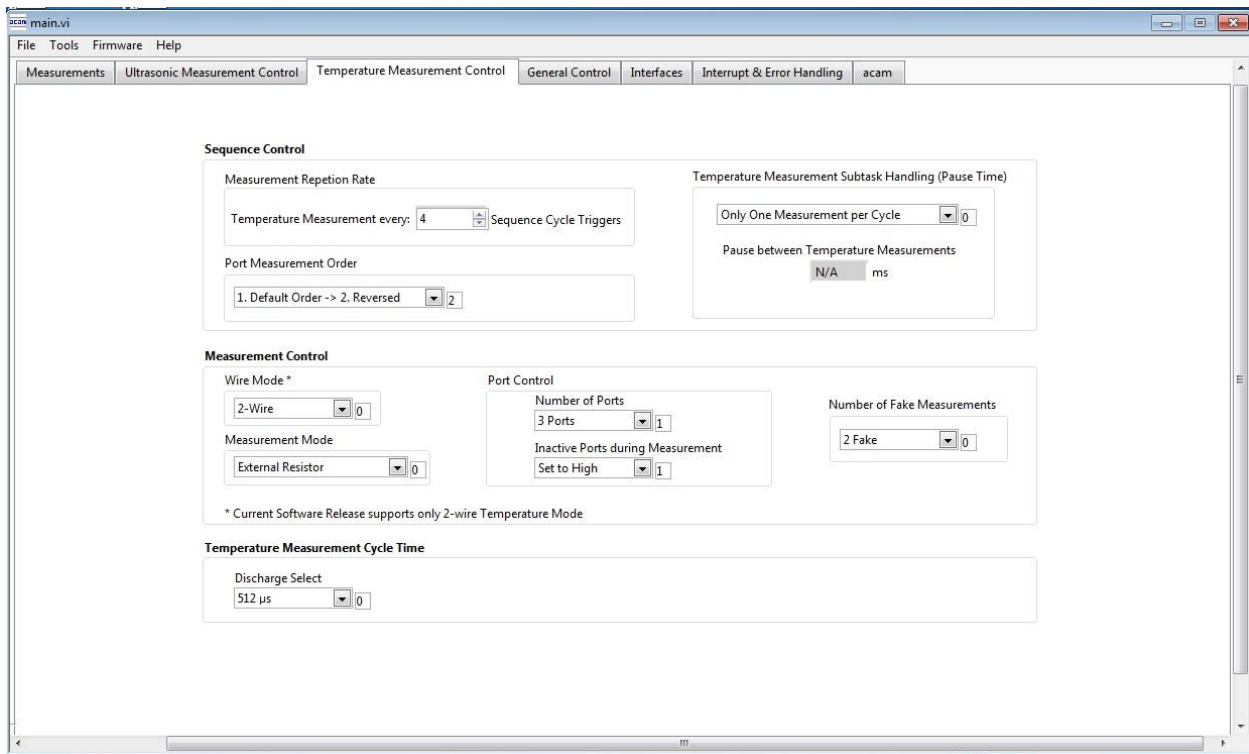 acam main.vi
File Tools Firmware Help
Measurements Ultrasonic Measurement Control Temperature Measurement Control General Control Interfaces Interrupt & Error Handling acam
Sequence Control
Measurement Repetion Rate
Temperature Measurement every: 4 Sequence Cycle Triggers
Port Measurement Order
1. Default Order -> 2. Reversed 2
Temperature Measurement Subtask Handling (Pause Time)
Only One Measurement per Cycle 0
Pause between Temperature Measurements
N/A ms
Measurement Control
Wire Mode *
2-Wire 0
Measurement Mode
External Resistor 0
Port Control
Number of Ports
3 Ports 1
Inactive Ports during Measurement
Set to High 1
Number of Fake Measurements
2 Fake 0
* Current Software Release supports only 2-wire Temperature Mode
Temperature Measurement Cycle Time
Discharge Select
512 µs 0